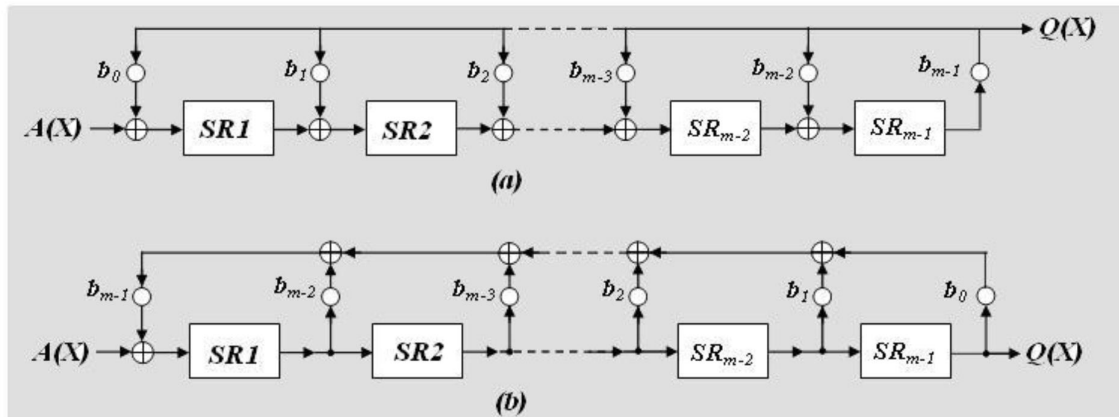 Q(X)
b0 b1 b2 bm-3 bm-2 bm-1
A(X) SR1 SR2 SRm-2 SRm-1
(a)
bm-1 bm-2 bm-3 b2 b1 b0
A(X) SR1 SR2 SRm-2 SRm-1 Q(X)
(b)